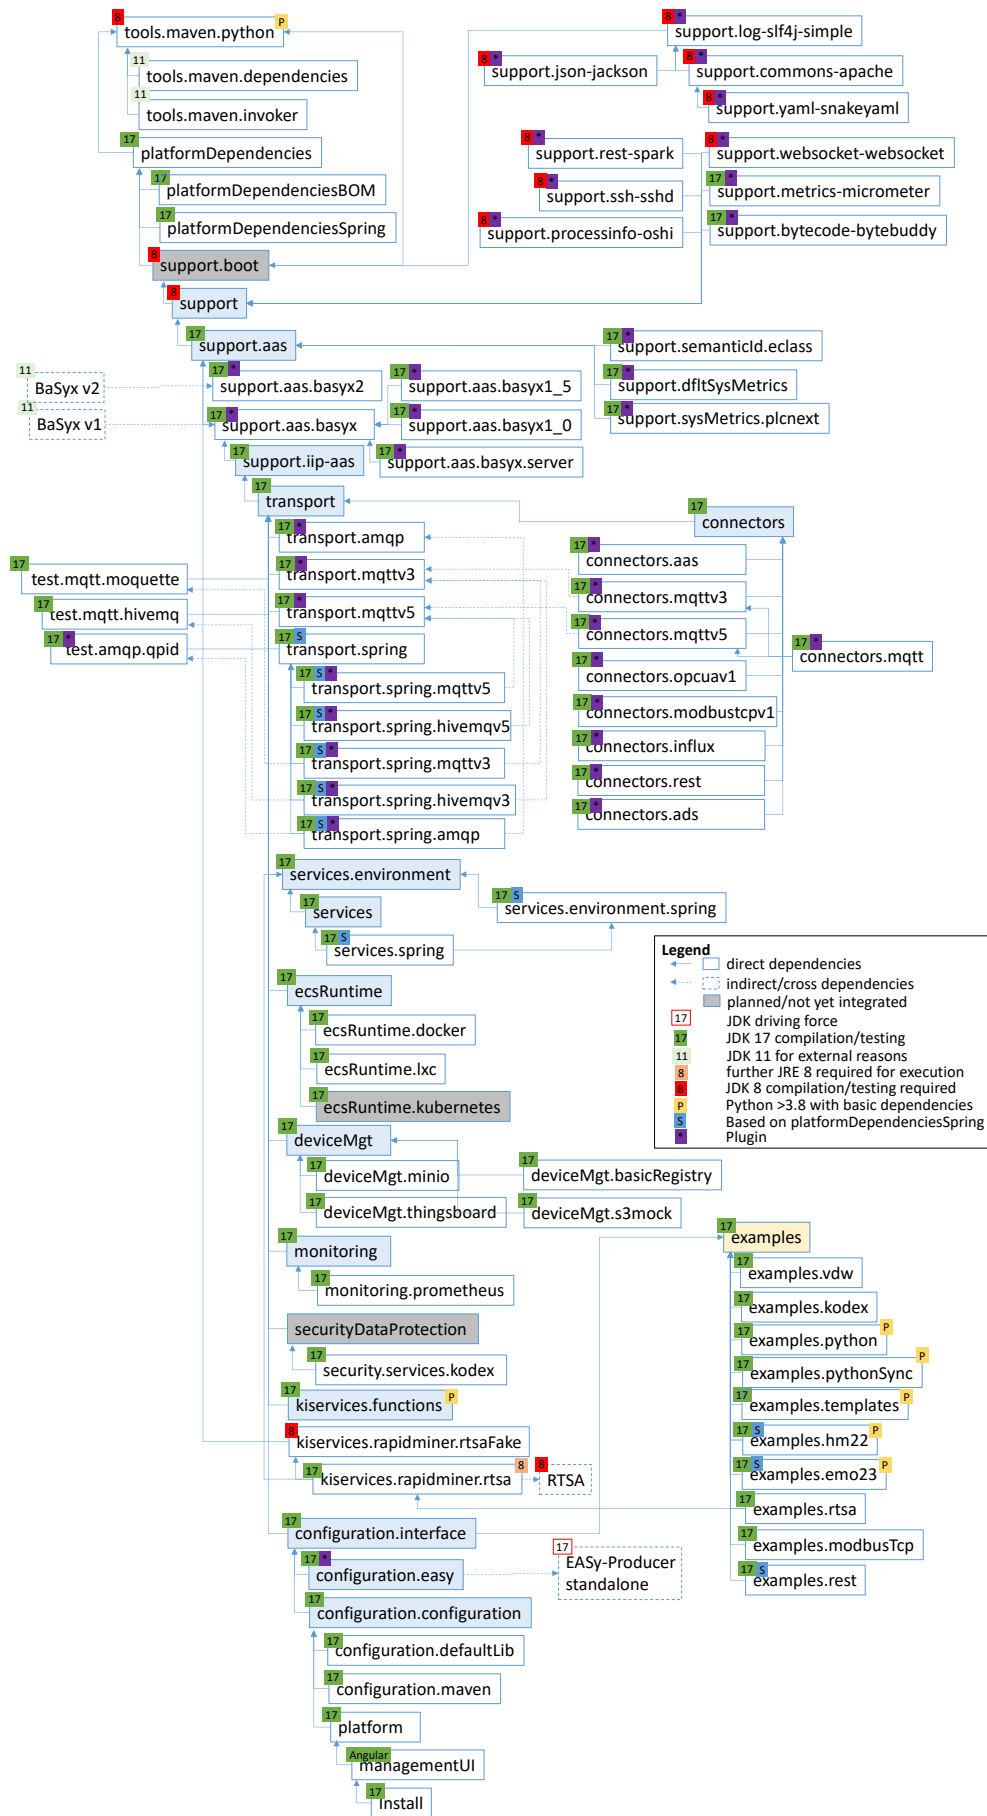 8 P
tools.maven.python
11
tools.maven.dependencies
11
tools.maven.invoker
17
platformDependencies
17
platformDependenciesBOM
17
platformDependenciesSpring
8
support.boot
8
support
8 *
support.log-slf4j-simple
8 *
support.json-jackson
8 *
support.commons-apache
8 *
support.yaml-snakeyaml
8 *
support.rest-spark
8 *
support.websocket-websocket
8 *
support.ssh-sshd
17 *
support.metrics-micrometer
8 *
support.processinfo-oshi
17 *
support.bytecode-bytebuddy
17
support.aas
17 *
support.semanticId.eclass
17 *
support.dfltSysMetrics
17 *
support.sysMetrics.plcnext
11
BaSyx v2
11
BaSyx v1
17 *
support.aas.basyx2
17 *
support.aas.basyx1_5
17 *
support.aas.basyx
17 *
support.aas.basyx1_0
17 *
support.aas.basyx.server
17
support.iip-aas
17
transport
17
connectors
17 *
transport.amqp
17 *
transport.mqttv3
17 *
transport.mqttv5
17 S
transport.spring
17
test.mqtt.moquette
17
test.mqtt.hivemq
17 *
test.amqp.qpid
17 S *
transport.spring.mqttv5
17 S *
transport.spring.hivemqv5
17 S *
transport.spring.mqttv3
17 S *
transport.spring.hivemqv3
17 S *
transport.spring.amqp
17 *
connectors.aas
17 *
connectors.mqttv3
17 *
connectors.mqttv5
17 *
connectors.mqtt
17 *
connectors.opcuav1
17 *
connectors.modbustcpv1
17 *
connectors.influx
17 *
connectors.rest
17 *
connectors.ads
17
services.environment
17 S
services.environment.spring
17
services
17 S
services.spring
17
ecsRuntime
17
ecsRuntime.docker
17
ecsRuntime.lxc
17
ecsRuntime.kubernetes
Legend
direct dependencies
indirect/cross dependencies
planned/not yet integrated
17 JDK driving force
17 JDK 17 compilation/testing
11 JDK 11 for external reasons
8 further JRE 8 required for execution
8 JDK 8 compilation/testing required
P Python >3.8 with basic dependencies
S Based on platformDependenciesSpring
* Plugin
17
deviceMgt
17
deviceMgt.minio
17
deviceMgt.basicRegistry
17
deviceMgt.thingsboard
17
deviceMgt.s3mock
17
monitoring
17
monitoring.prometheus
securityDataProtection
17
security.services.kodex
17 P
kiservices.functions
8
kiservices.rapidminer.rtsaFake
17 8
kiservices.rapidminer.rtsa
8
RTSA
17
examples
17
examples.vdw
17
examples.kodex
17 P
examples.python
17 P
examples.pythonSync
17 P
examples.templates
17 S P
examples.hm22
17 S P
examples.emo23
17
examples.rtsa
17
examples.modbusTcp
17 S
examples.rest
17
configuration.interface
17 *
configuration.easy
17
EASy-Producer
standalone
17
configuration.configuration
17
configuration.defaultLib
17
configuration.maven
17
platform
Angular
managementUI
17
Install